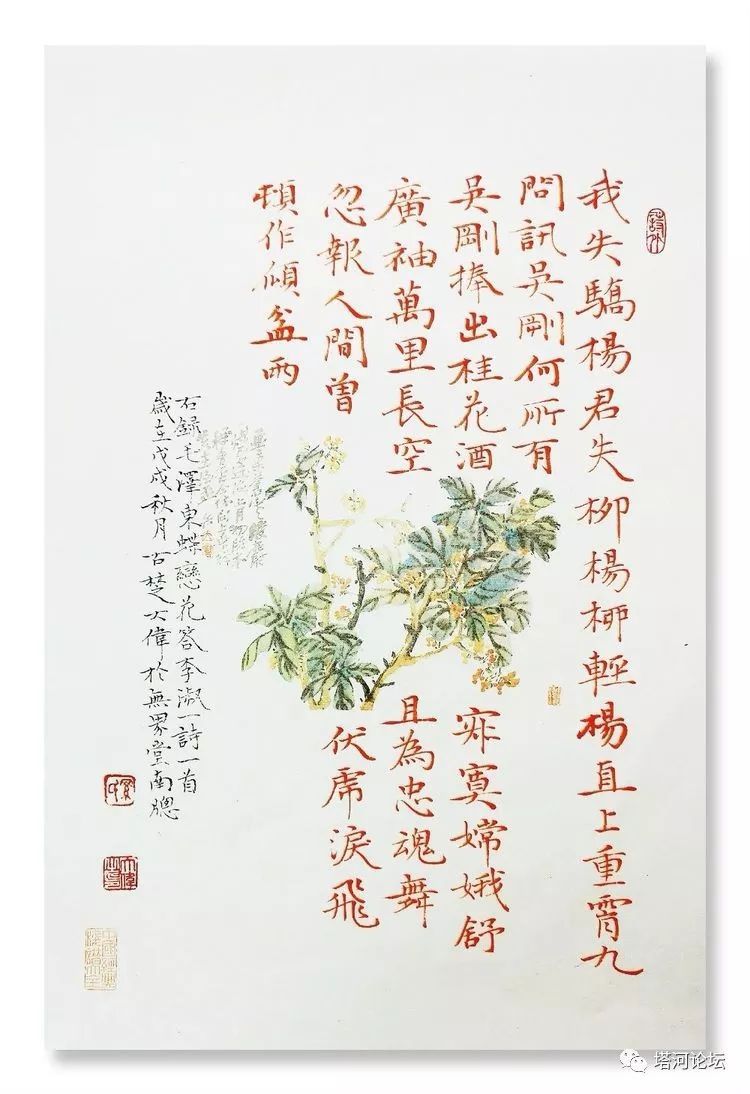 我失驕楊君失柳楊柳輕楊直上重霄九
問訊吳剛何所有
吳剛捧出桂花酒寂寞嫦娥舒
廣袖萬里長空且為忠魂舞
忽報人間曾伏虎淚飛
頓作傾盆雨
右錄毛澤東蝶戀花答李淑一詩一首
歲在戊戌秋月古楚大偉於無界堂南牕
塔河论坛